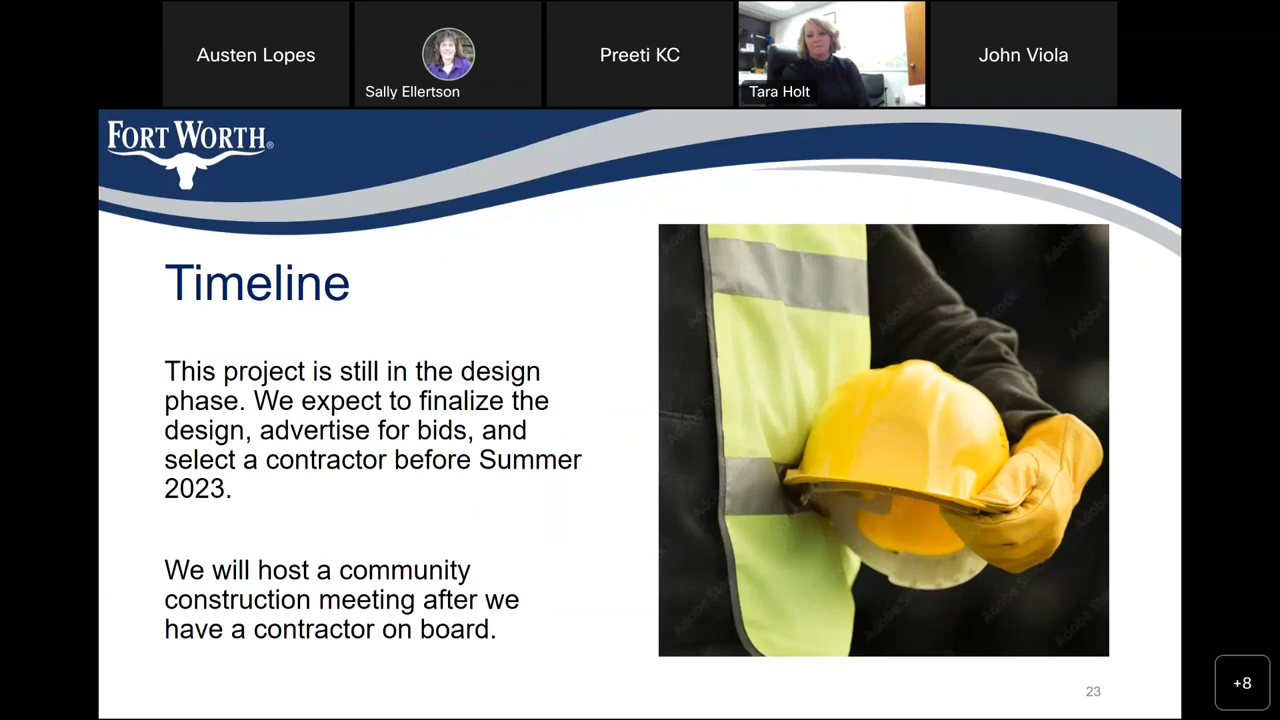 Austen Lopes
Sally Ellertson
Preeti KC
Tara Holt
John Viola
FORT WORTH®
Timeline
This project is still in the design
phase. We expect to finalize the
design, advertise for bids, and
select a contractor before Summer
2023.
We will host a community
construction meeting after we
have a contractor on board.
23
+8